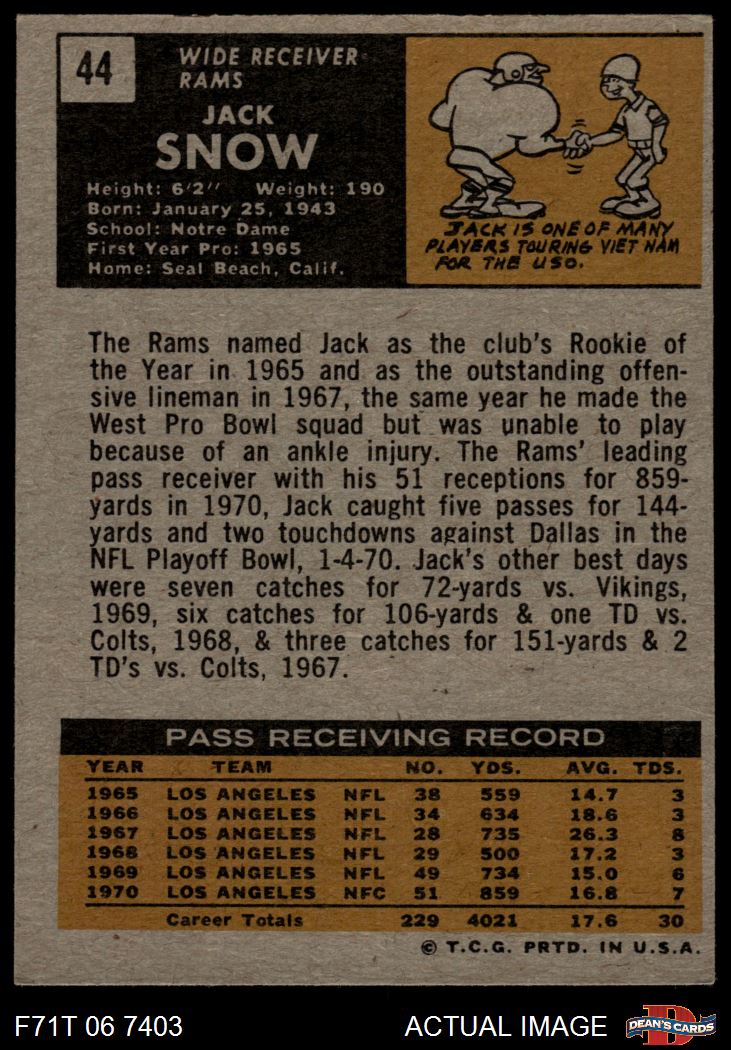 44
WIDE RECEIVER
RAMS
JACK
SNOW
Height: 6'2" Weight: 190
Born: January 25, 1943
School: Notre Dame
First Year Pro: 1965
Home: Seal Beach, Calif.
JACK IS ONE OF MANY
PLAYERS TOURING VIET NAM
FOR THE USO.
The Rams named Jack as the club's Rookie of
the Year in 1965 and as the outstanding offen-
sive lineman in 1967, the same year he made the
West Pro Bowl squad but was unable to play
because of an ankle injury. The Rams' leading
pass receiver with his 51 receptions for 859-
yards in 1970, Jack caught five passes for 144-
yards and two touchdowns against Dallas in the
NFL Playoff Bowl, 1-4-70. Jack's other best days
were seven catches for 72-yards vs. Vikings,
1969, six catches for 106-yards & one TD vs.
Colts, 1968, & three catches for 151-yards & 2
TD's vs. Colts, 1967.
PASS RECEIVING RECORD
YEAR TEAM NO. YDS. AVG. TDS.
1965 LOS ANGELES NFL 38 559 14.7 3
1966 LOS ANGELES NFL 34 634 18.6 3
1967 LOS ANGELES NFL 28 735 26.3 8
1968 LOS ANGELES NFL 29 500 17.2 3
1969 LOS ANGELES NFL 49 734 15.0 6
1970 LOS ANGELES NFC 51 859 16.8 7
Career Totals 229 4021 17.6 30
© T.C.G. PRTD. IN U.S.A.
F71T 06 7403 ACTUAL IMAGE
DEAN'S CARDS